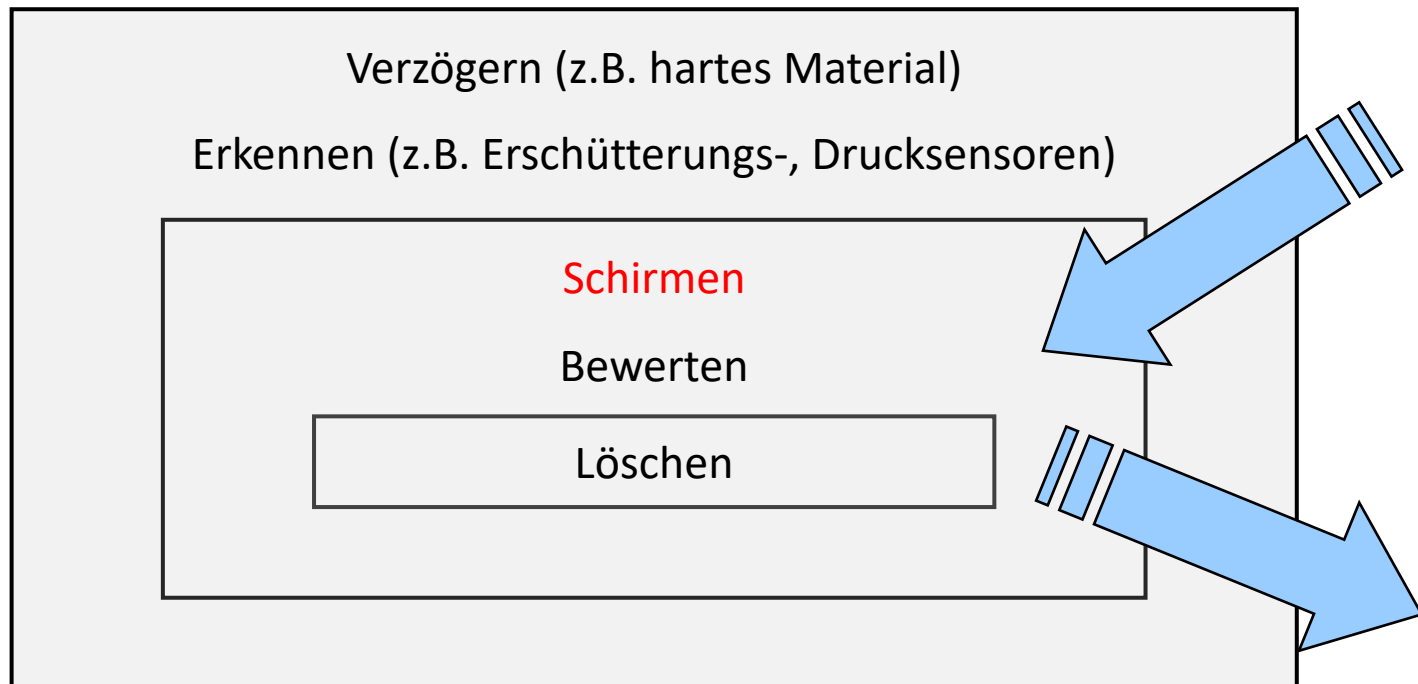 Verzögern (z.B. hartes Material)
Erkennen (z.B. Erschütterungs-, Drucksensoren)
Schirmen
Bewerten
Löschen